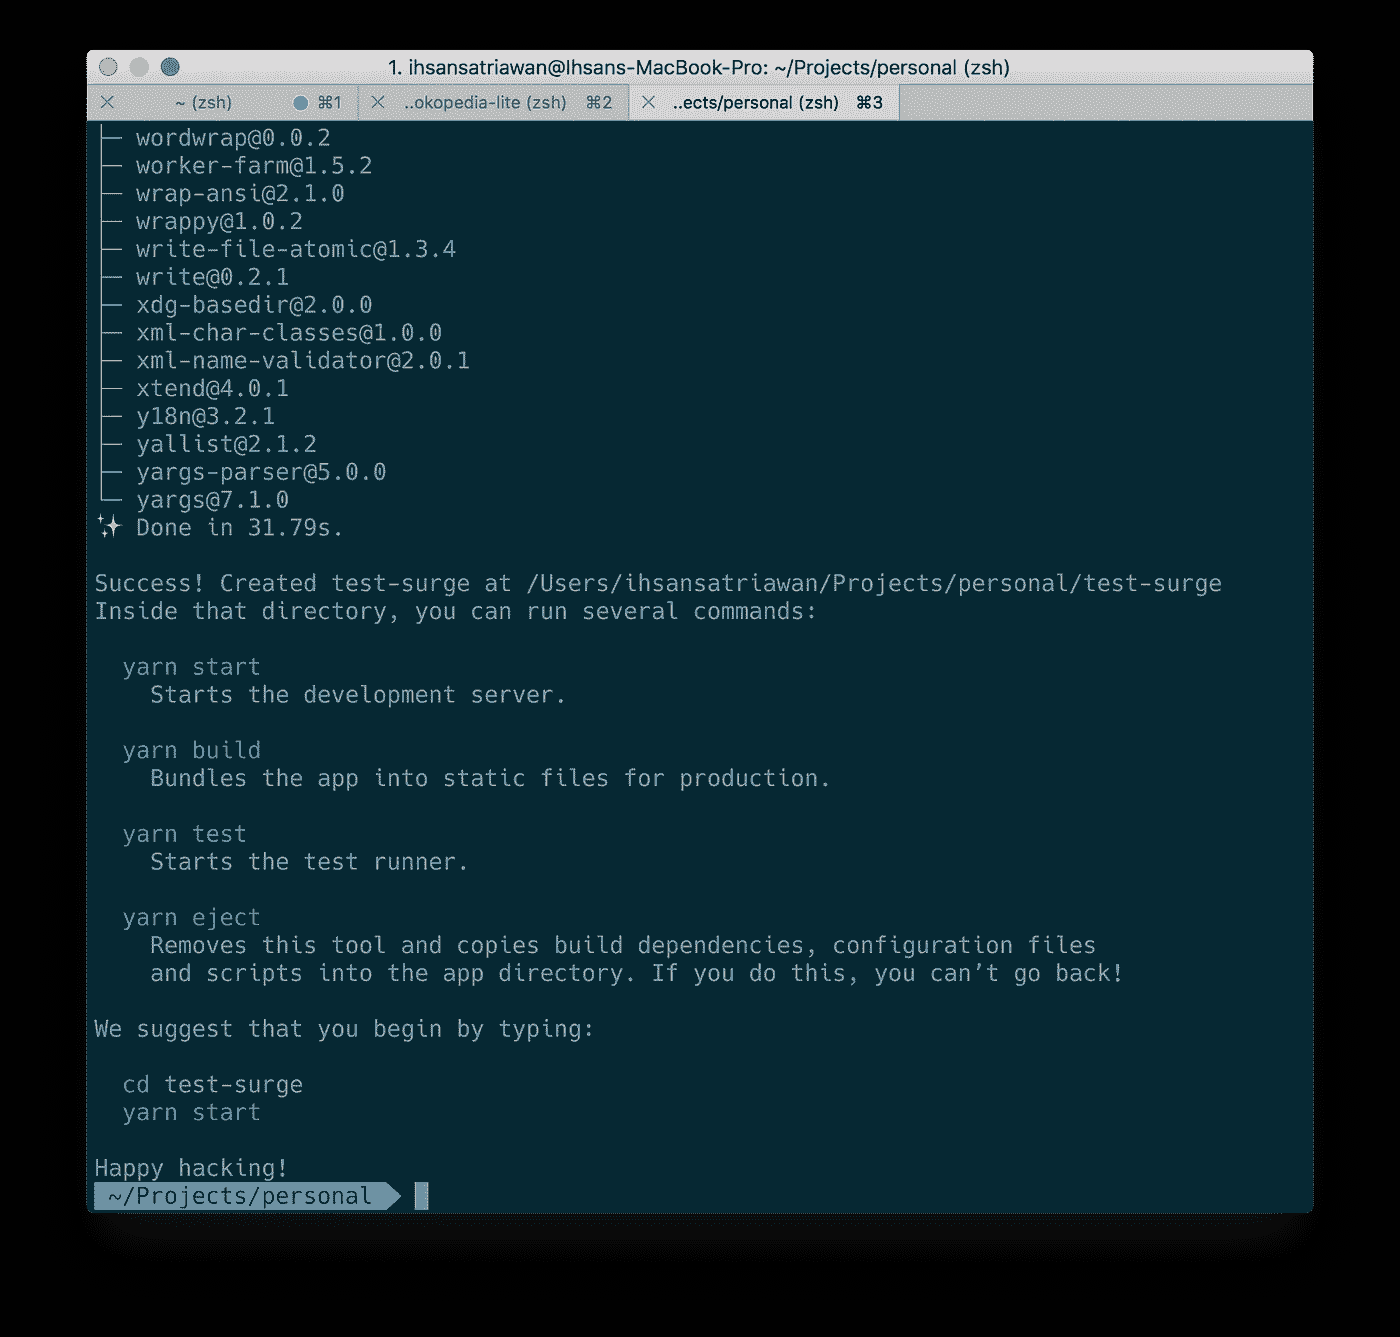 1. ihsansatriawan@Ihsans-MacBook-Pro: ~/Projects/personal (zsh)
~ (zsh) ⌘1 ..okopedia-lite (zsh) ⌘2 ..ects/personal (zsh) ⌘3
├─ wordwrap@0.0.2
├─ worker-farm@1.5.2
├─ wrap-ansi@2.1.0
├─ wrappy@1.0.2
├─ write-file-atomic@1.3.4
├─ write@0.2.1
├─ xdg-basedir@2.0.0
├─ xml-char-classes@1.0.0
├─ xml-name-validator@2.0.1
├─ xtend@4.0.1
├─ y18n@3.2.1
├─ yallist@2.1.2
├─ yargs-parser@5.0.0
└─ yargs@7.1.0
✨ Done in 31.79s.
Success! Created test-surge at /Users/ihsansatriawan/Projects/personal/test-surge
Inside that directory, you can run several commands:
yarn start
Starts the development server.
yarn build
Bundles the app into static files for production.
yarn test
Starts the test runner.
yarn eject
Removes this tool and copies build dependencies, configuration files
and scripts into the app directory. If you do this, you can’t go back!
We suggest that you begin by typing:
cd test-surge
yarn start
Happy hacking!
~/Projects/personal